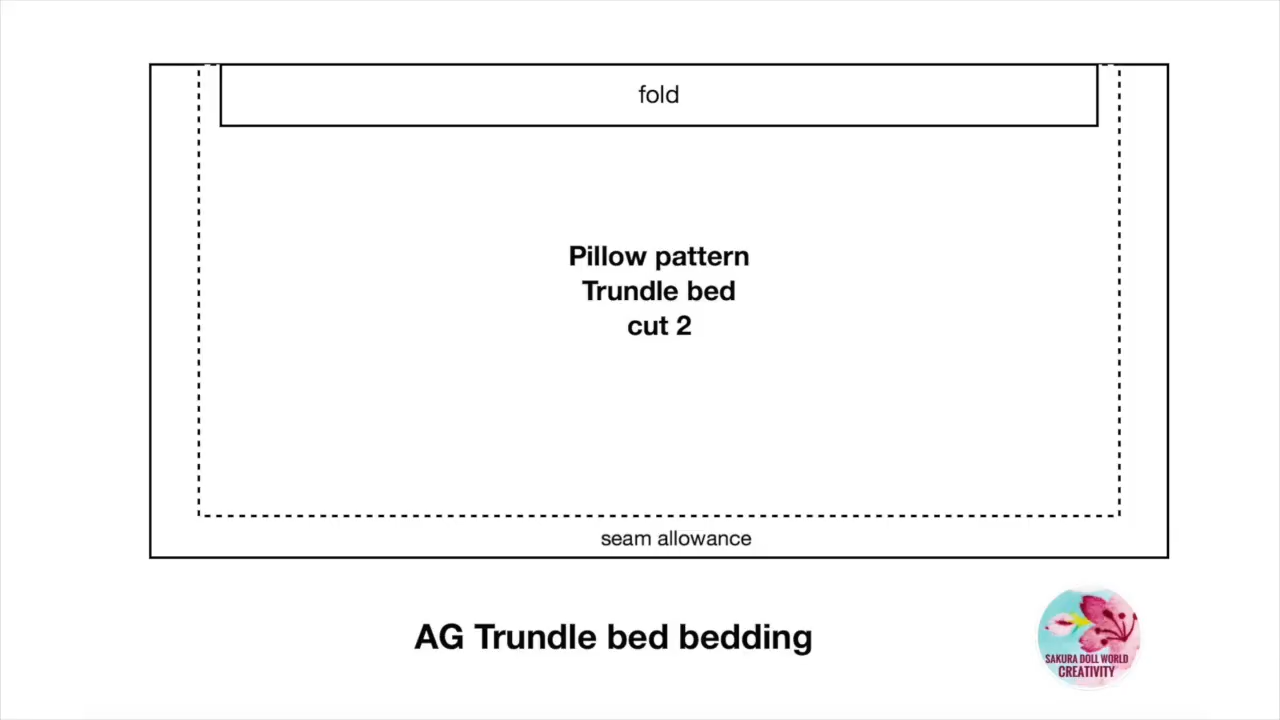 fold
Pillow pattern
Trundle bed
cut 2
seam allowance
AG Trundle bed bedding
SAKURA DOLL WORLD
CREATIVITY